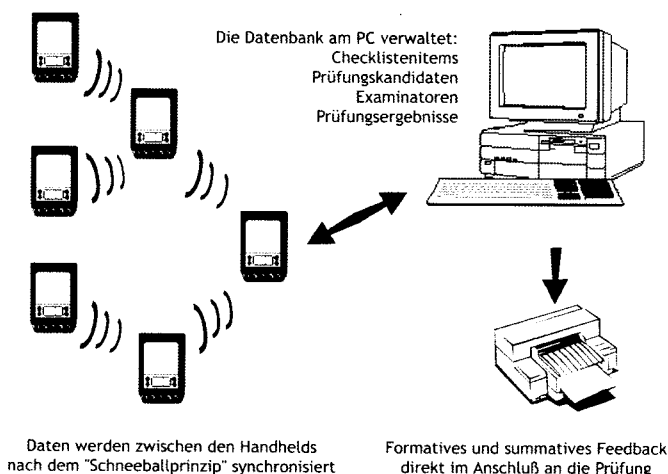 Die Datenbank am PC verwaltet:
Checklistenitems
Prüfungskandidaten
Examinatoren
Prüfungsergebnisse
Daten werden zwischen den Handhelds
nach dem "Schneeballprinzip" synchronisiert
Formatives und summatives Feedback
direkt im Anschluß an die Prüfung